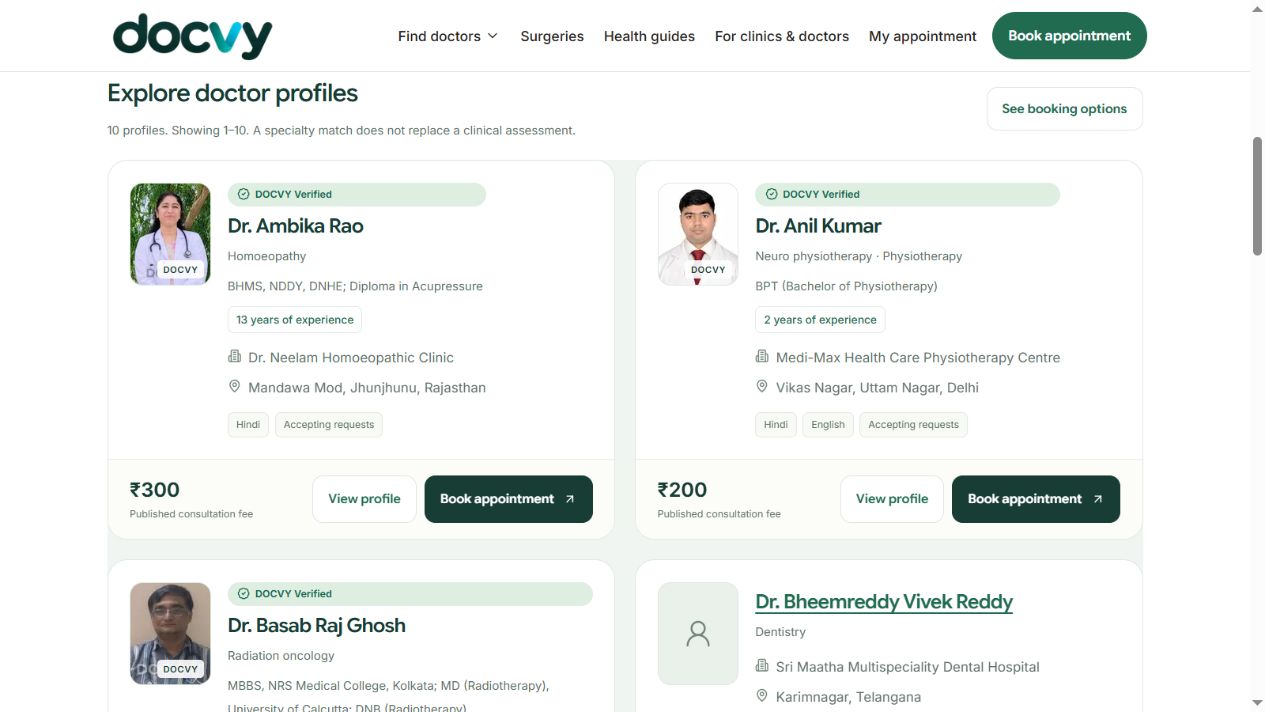 docvy
Find doctors
Surgeries
Health guides
For clinics & doctors
My appointment
Book appointment
Explore doctor profiles
10 profiles. Showing 1–10. A specialty match does not replace a clinical assessment.
See booking options
DOCVY
DOCVY Verified
Dr. Ambika Rao
Homoeopathy
BHMS, NDDY, DNHE; Diploma in Acupressure
13 years of experience
Dr. Neelam Homoeopathic Clinic
Mandawa Mod, Jhunjhunu, Rajasthan
Hindi
Accepting requests
₹300
Published consultation fee
View profile
Book appointment
DOCVY
DOCVY Verified
Dr. Anil Kumar
Neuro physiotherapy · Physiotherapy
BPT (Bachelor of Physiotherapy)
2 years of experience
Medi-Max Health Care Physiotherapy Centre
Vikas Nagar, Uttam Nagar, Delhi
Hindi
English
Accepting requests
₹200
Published consultation fee
View profile
Book appointment
DOCVY
DOCVY Verified
Dr. Basab Raj Ghosh
Radiation oncology
MBBS, NRS Medical College, Kolkata; MD (Radiotherapy),
University of Calcutta; DNB (Radiotherapy)
Dr. Bheemreddy Vivek Reddy
Dentistry
Sri Maatha Multispeciality Dental Hospital
Karimnagar, Telangana